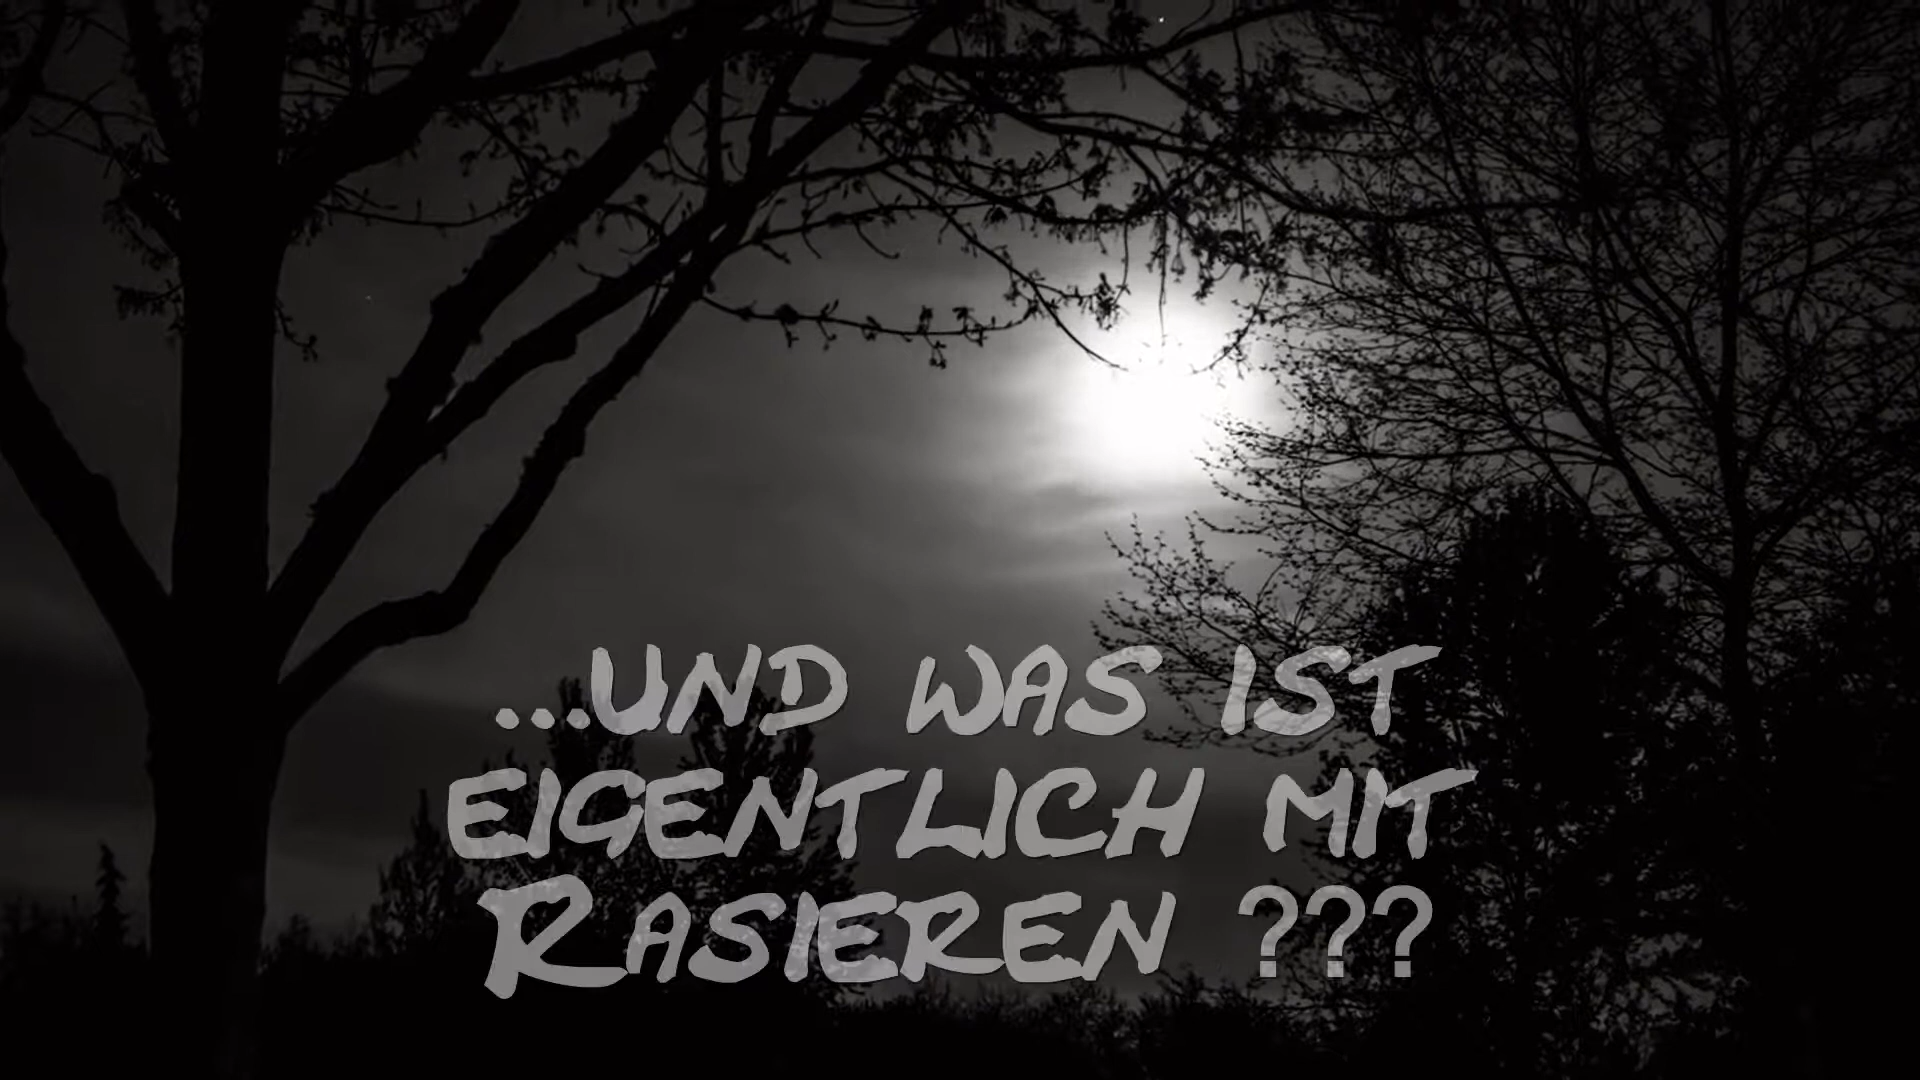 ...und was ist
eigentlich mit
Rasieren ???